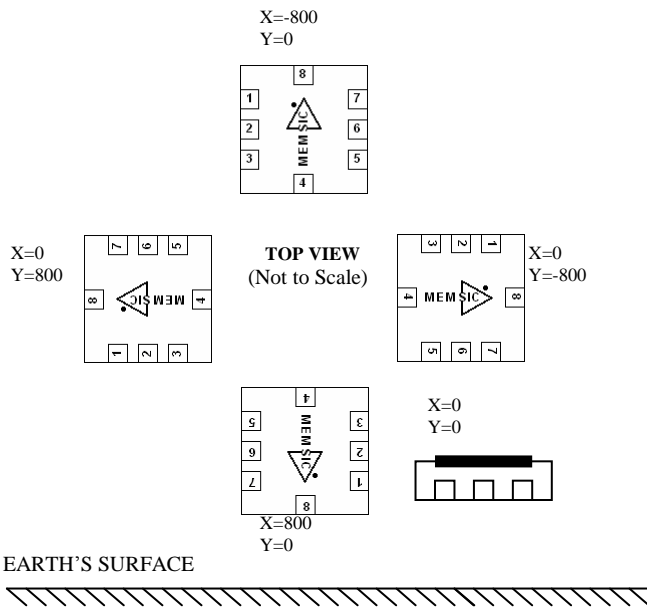 X=-800
Y=0
8
1
7
2
6
3
5
4
MEMSIC
X=0
Y=800
7 6 5
8
MEMSIC
4
1 2 3
TOP VIEW
(Not to Scale)
3 2 1
4
MEMSIC
8
5 6 7
X=0
Y=-800
4
5
3
6
2
7
1
8
MEMSIC
X=800
Y=0
X=0
Y=0
EARTH'S SURFACE